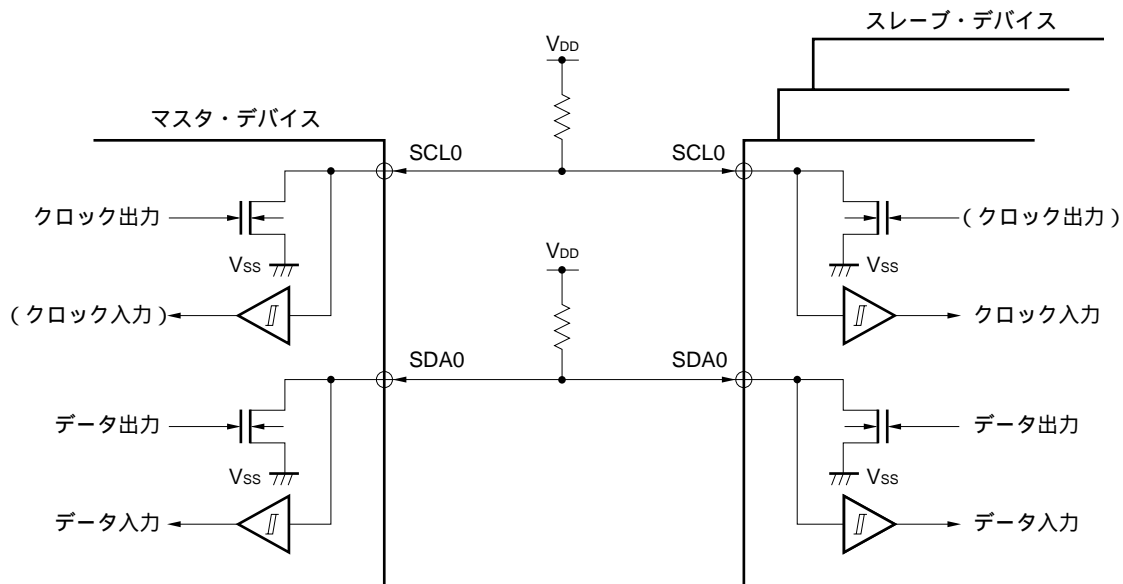 スレーブ・デバイス
VDD
マスタ・デバイス
SCL0
SCL0
クロック出力
(クロック出力)
VSS
VDD
VSS
(クロック入力)
クロック入力
SDA0
SDA0
データ出力
データ出力
VSS
VSS
データ入力
データ入力